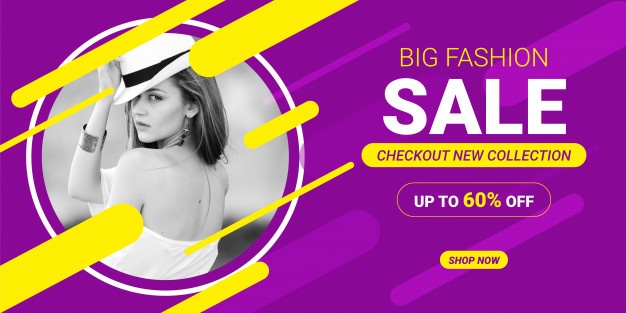 BIG FASHION
SALE
CHECKOUT NEW COLLECTION
UP TO 60% OFF
SHOP NOW